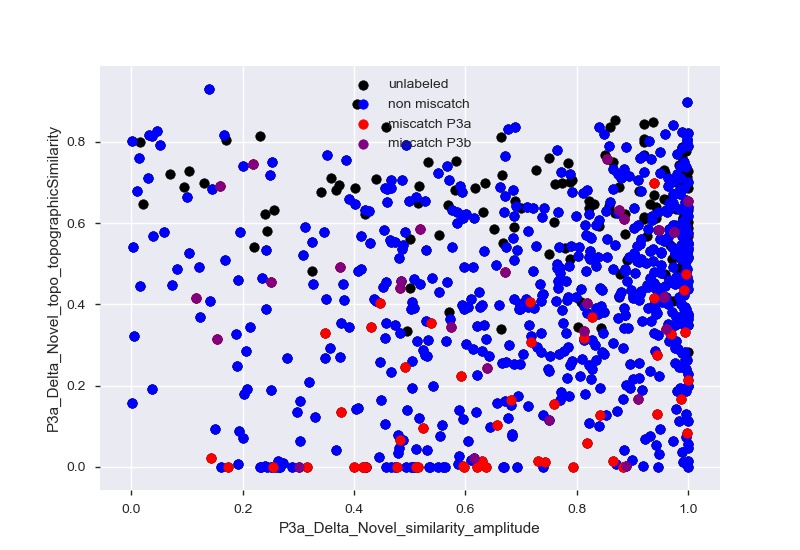 unlabeled
non miscatch
miscatch P3a
miscatch P3b
P3a_Delta_Novel_topo_topographicSimilarity
0.8
0.6
0.4
0.2
0.0
0.0 0.2 0.4 0.6 0.8 1.0
P3a_Delta_Novel_similarity_amplitude